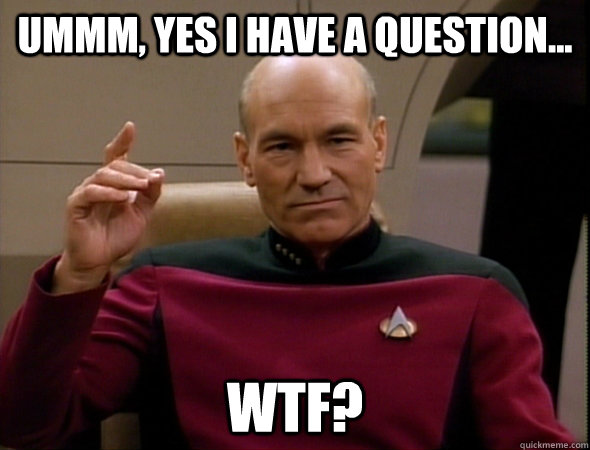 UMMM, YES I HAVE A QUESTION...
WTF?
quickmeme.com